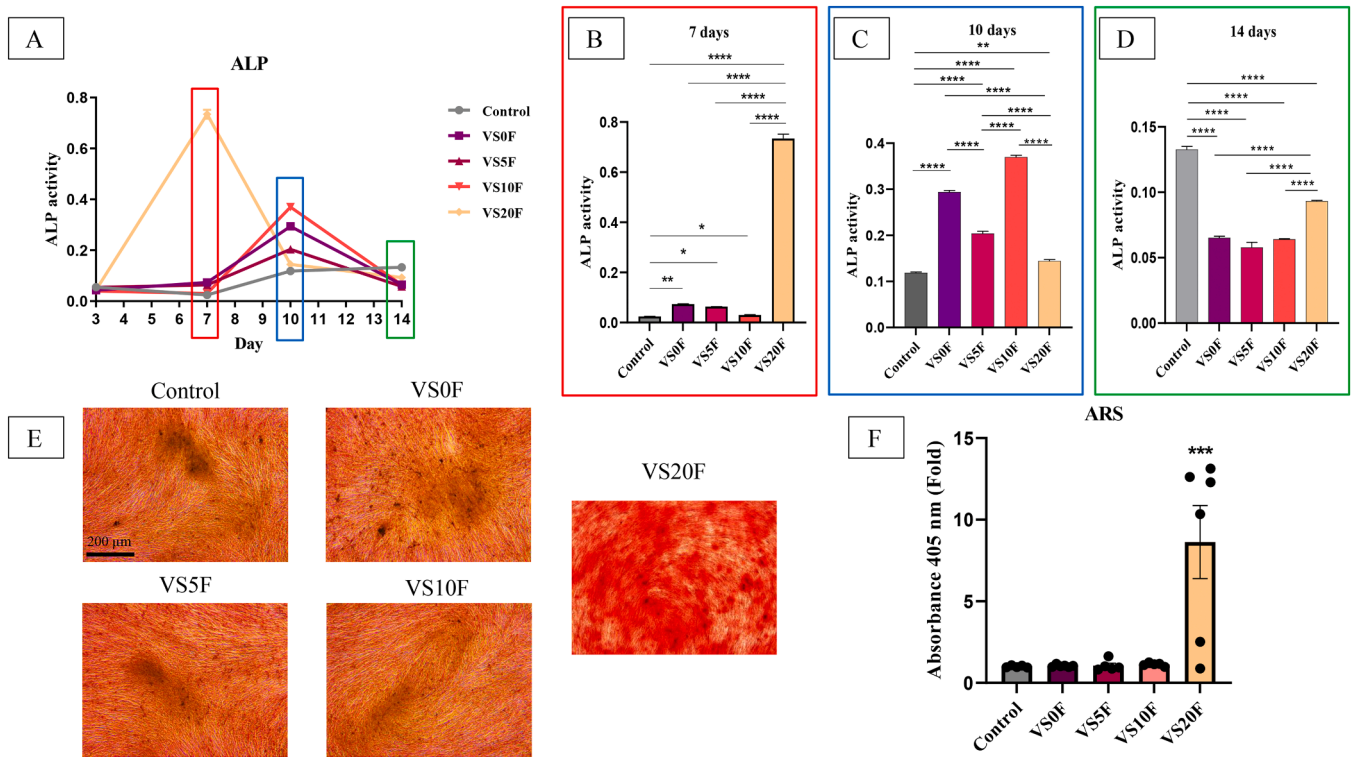 A
ALP
ALP activity
0.8
0.6
0.4
0.2
0.0
3 4 5 6 7 8 9 10 11 12 13 14
Day
Control
VS0F
VS5F
VS10F
VS20F
B
7 days
****
****
****
****
*
*
**
ALP activity
0.8
0.6
0.4
0.2
0.0
Control VS0F VS5F VS10F VS20F
C
10 days
**
****
****
****
****
****
****
****
****
ALP activity
0.4
0.3
0.2
0.1
0.0
Control VS0F VS5F VS10F VS20F
D
14 days
****
****
****
****
****
****
****
ALP activity
0.15
0.10
0.05
0.00
Control VS0F VS5F VS10F VS20F
E
Control
200 µm
VS0F
VS5F
VS10F
VS20F
F
ARS
***
Absorbance 405 nm (Fold)
15
10
5
0
Control VS0F VS5F VS10F VS20F